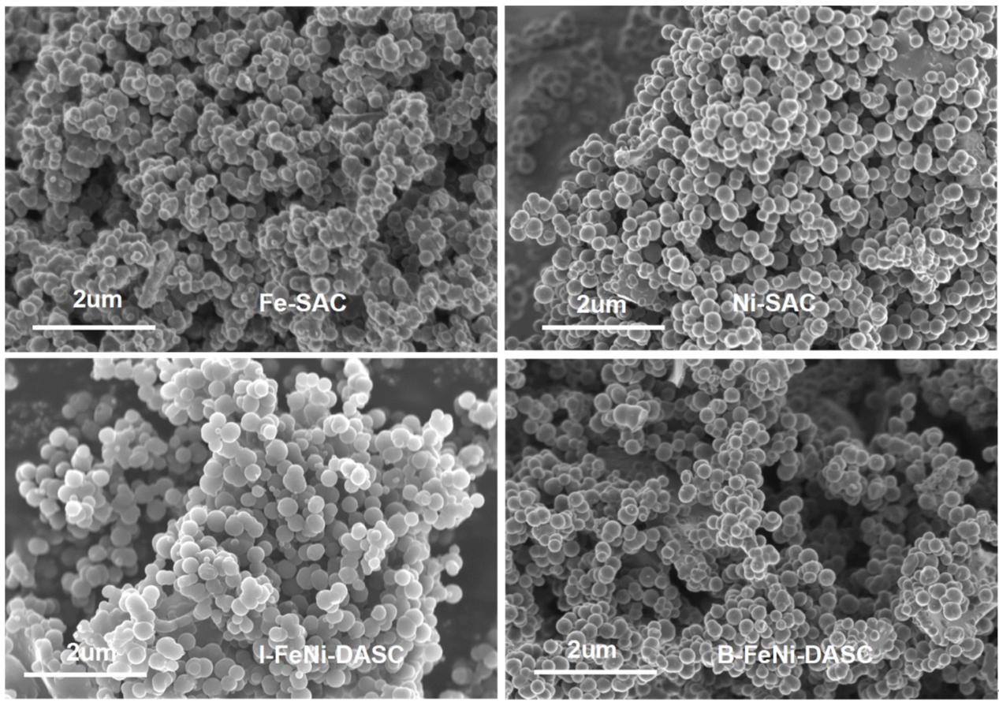 2um
Fe-SAC
2um
Ni-SAC
2um
I-FeNi-DASC
2um
B-FeNi-DASC